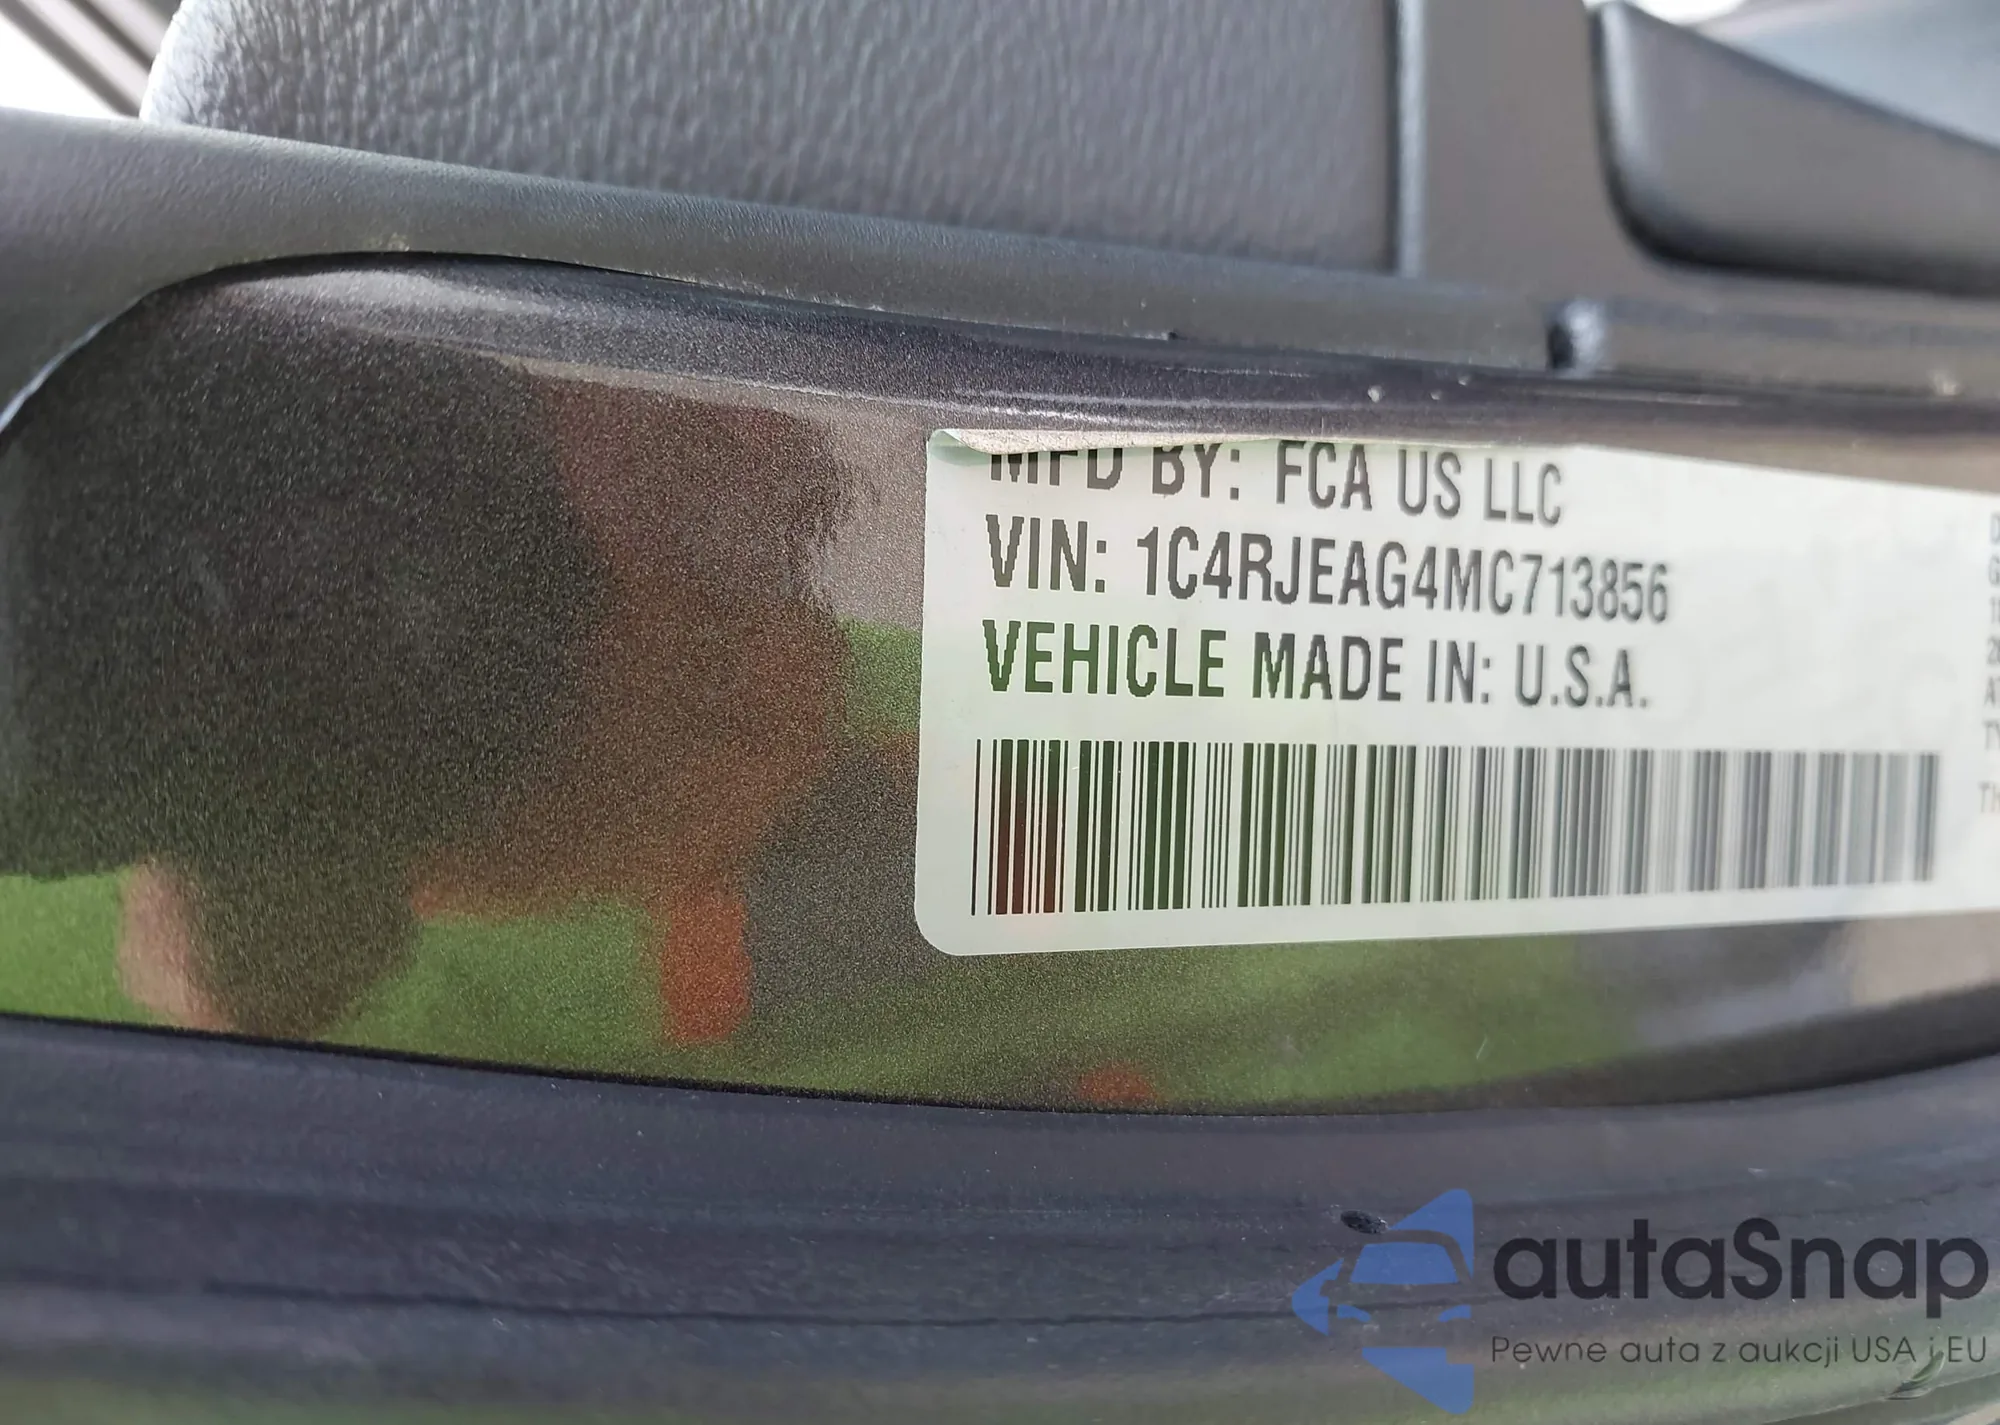 MFD BY: FCA US LLC
VIN: 1C4RJEAG4MC713856
VEHICLE MADE IN: U.S.A.
autaSnap
Pewne auta z aukcji USA i EU